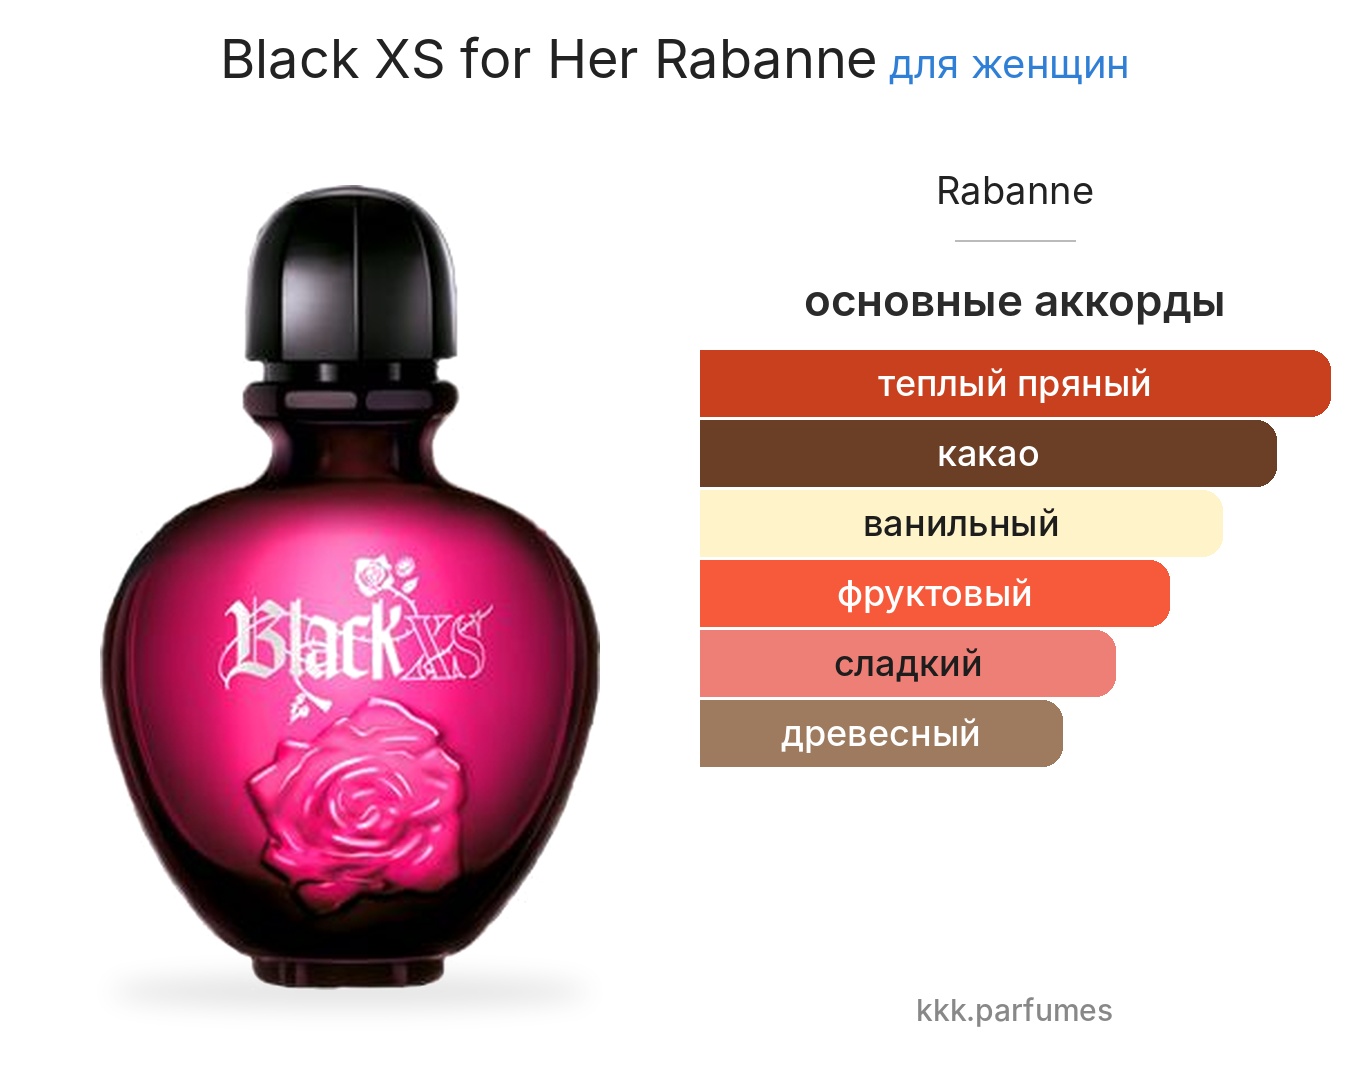 Black XS for Her Rabanne для женщин
Rabanne
основные аккорды
теплый пряный
какао
ванильный
фруктовый
сладкий
древесный
Black XS
kkk.parfumes